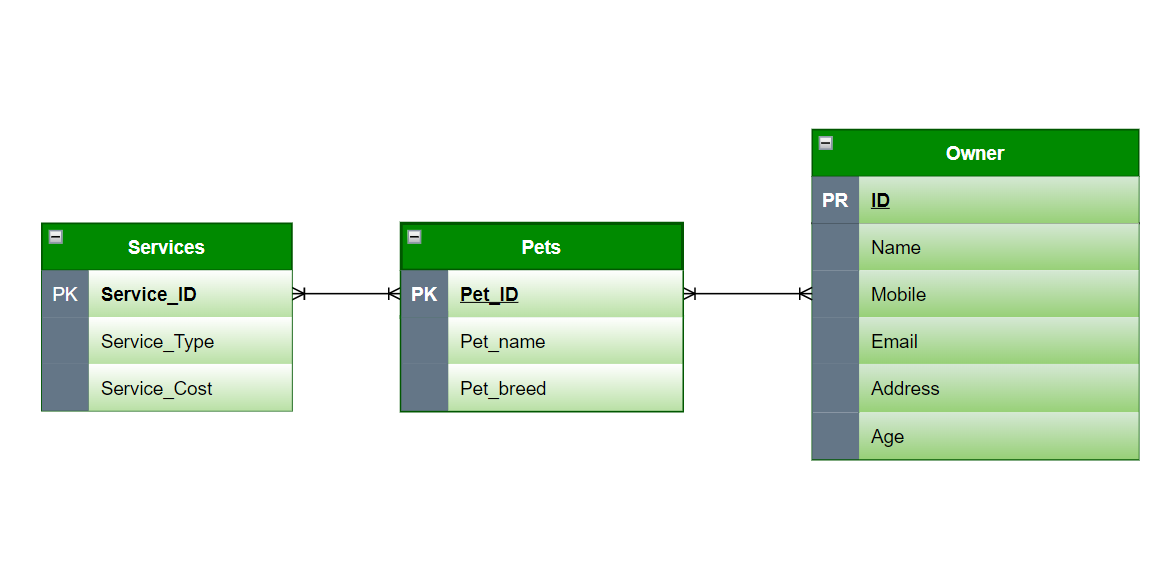 Services
PK Service_ID
Service_Type
Service_Cost
Pets
PK Pet_ID
Pet_name
Pet_breed
Owner
PR ID
Name
Mobile
Email
Address
Age